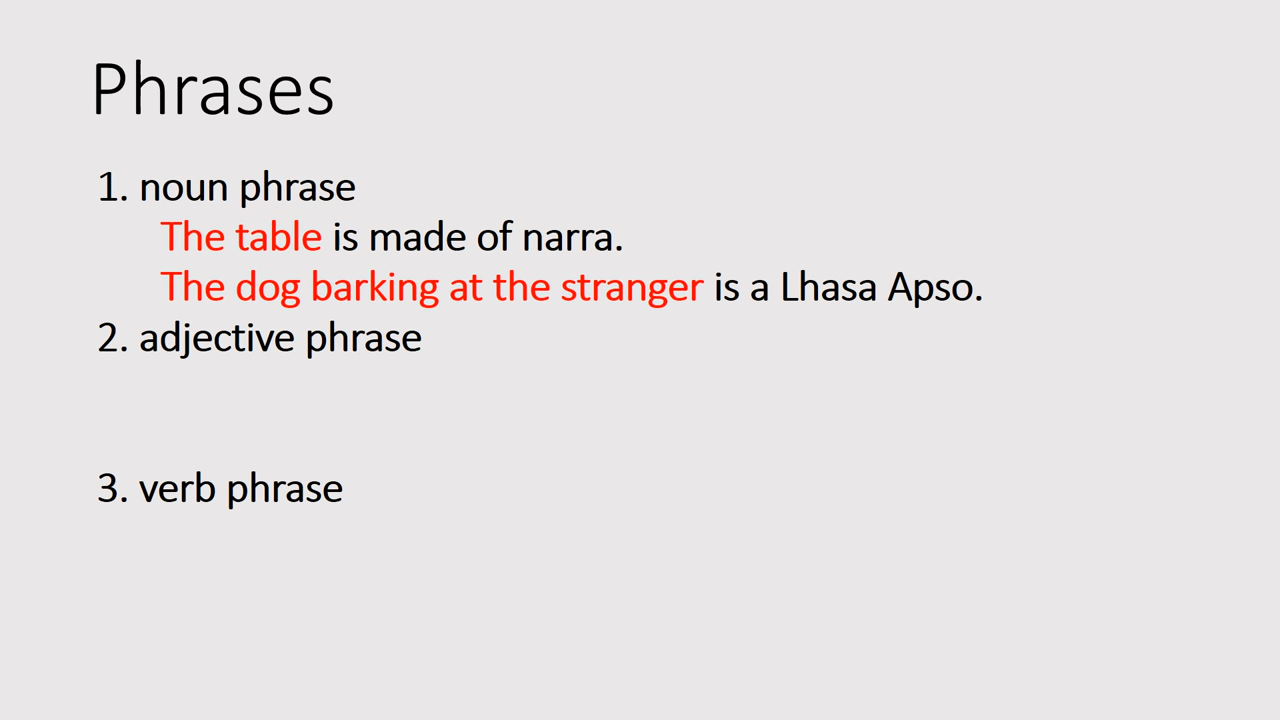 Phrases
1. noun phrase
The table is made of narra.
The dog barking at the stranger is a Lhasa Apso.
2. adjective phrase
3. verb phrase